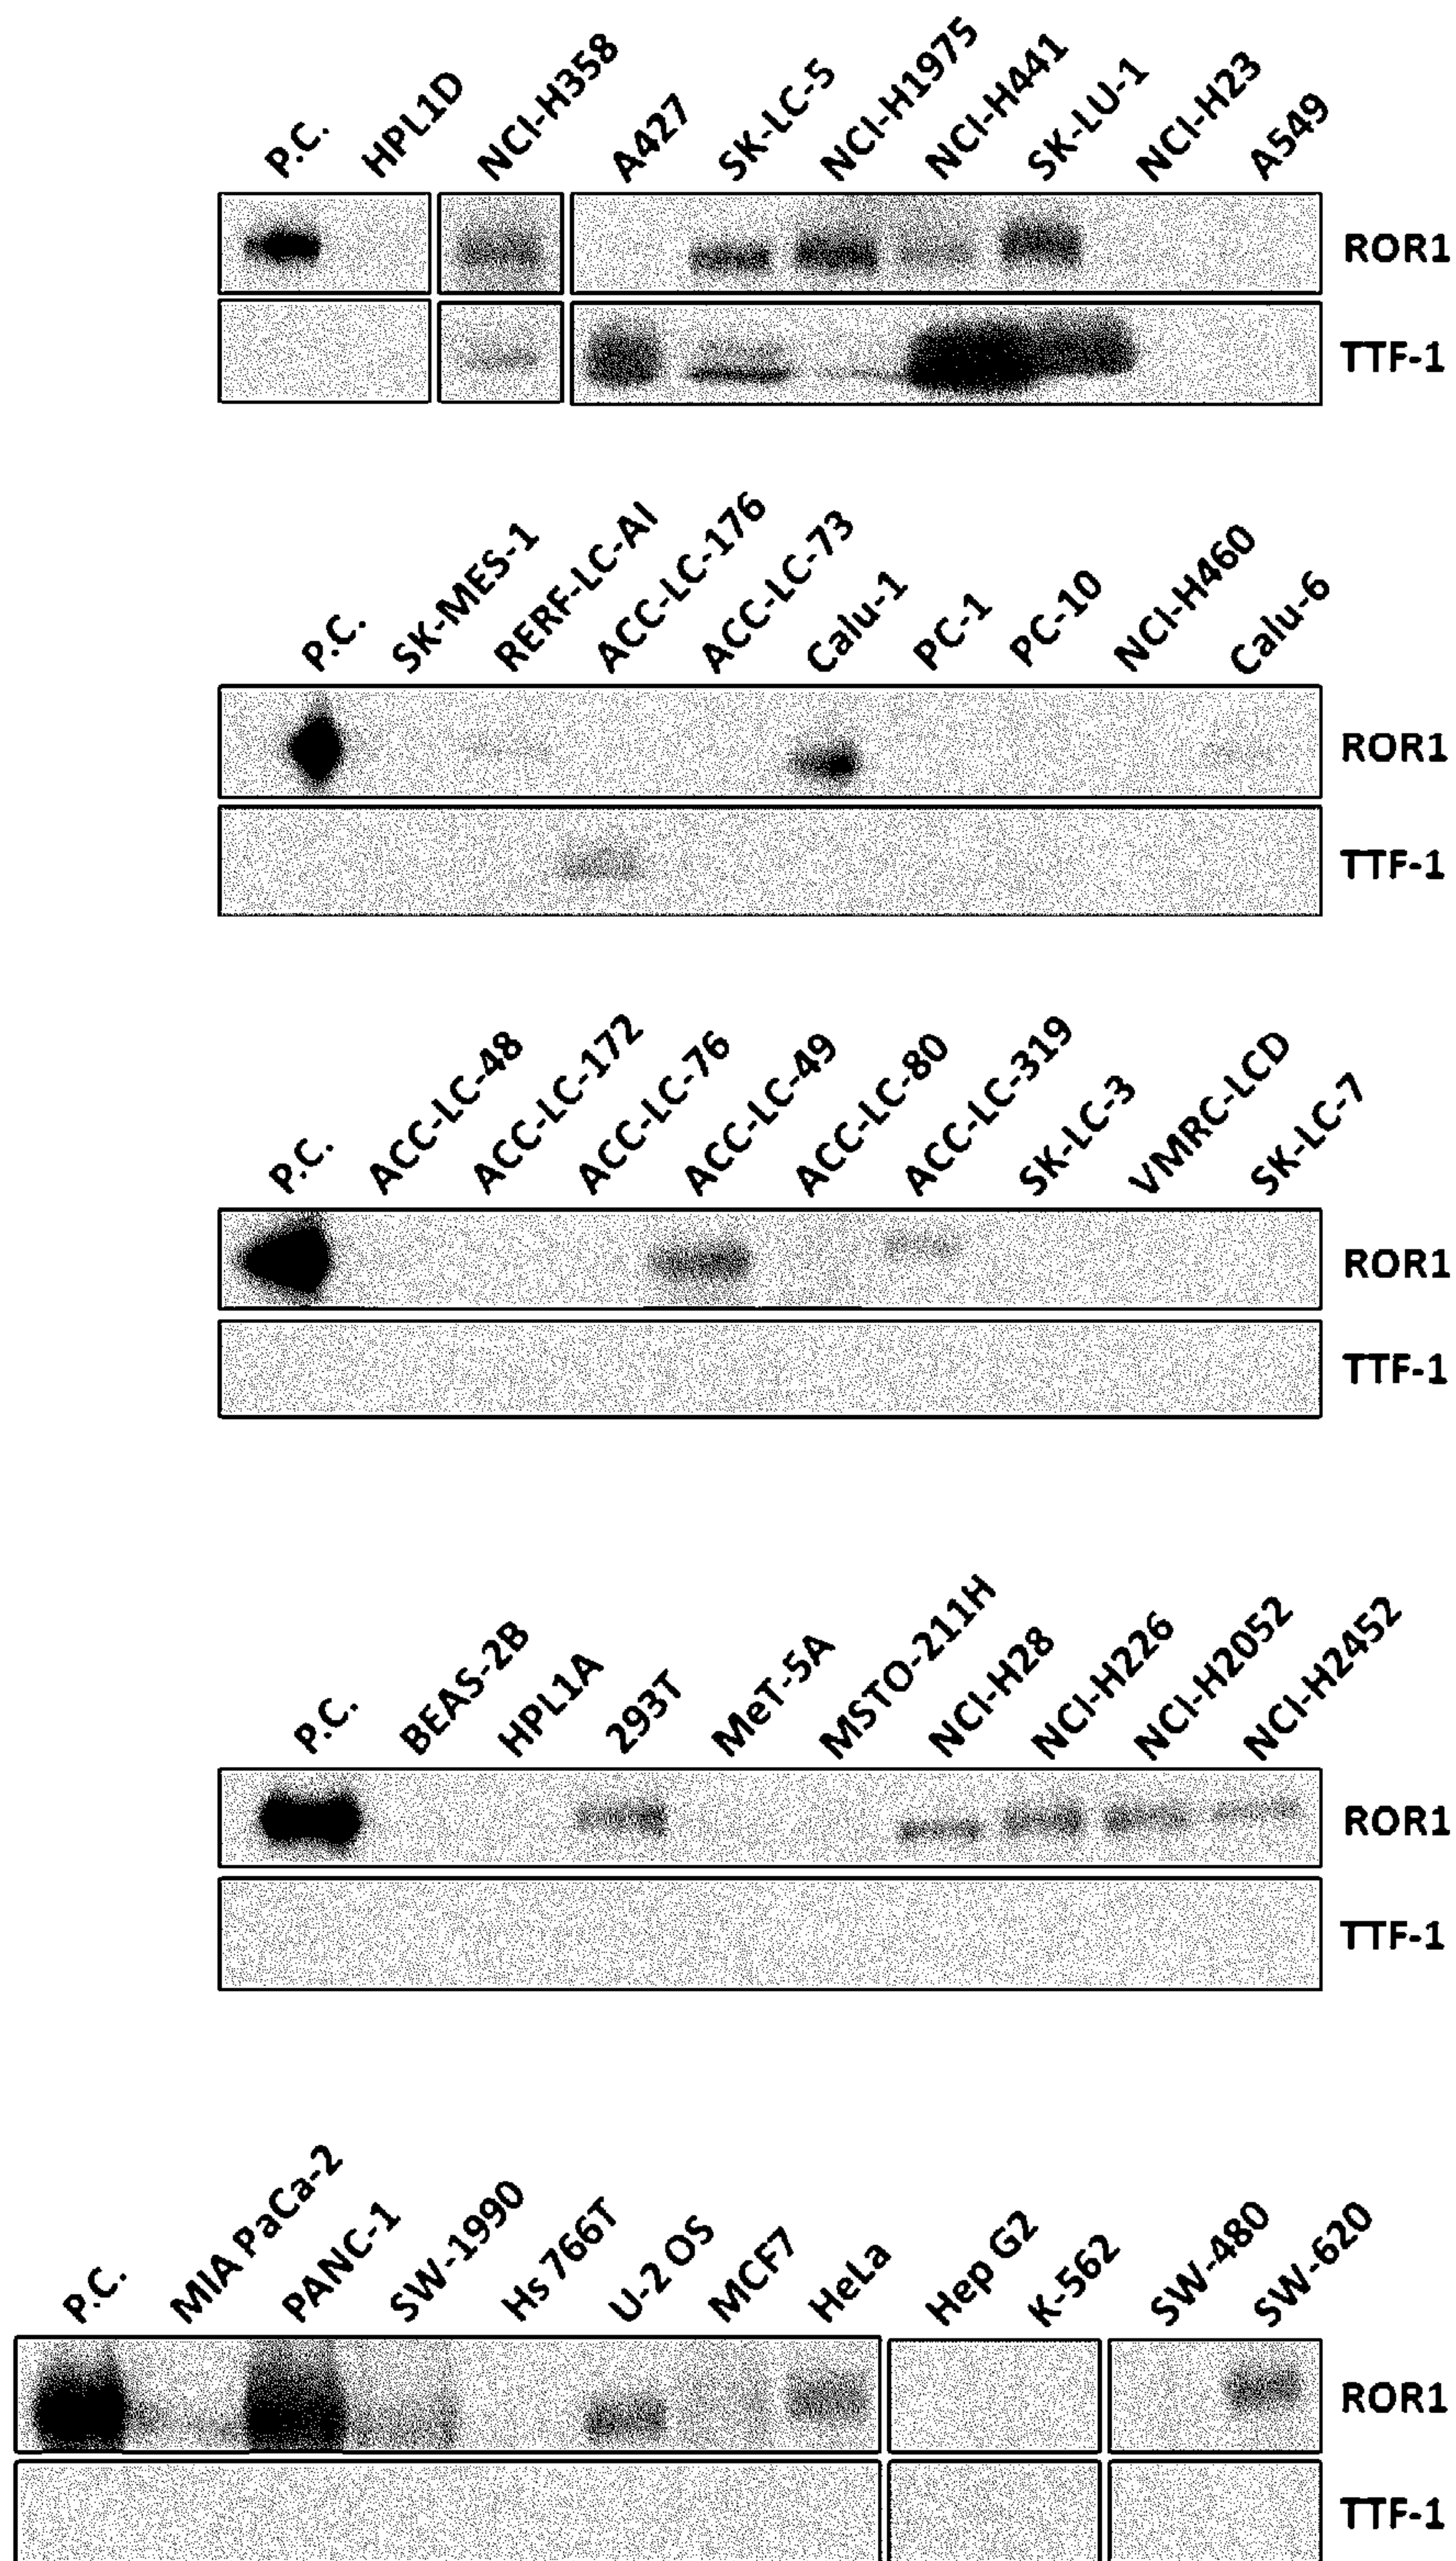 P.C. HPL1D NCI-H358 A427 SK-LC-5 NCI-H1975 NCI-H441 SK-LU-1 NCI-H23 A549
ROR1
TTF-1
P.C. SK-MES-1 RERF-LC-AI ACC-LC-176 ACC-LC-73 Calu-1 PC-1 PC-10 NCI-H460 Calu-6
ROR1
TTF-1
P.C. ACC-LC-48 ACC-LC-172 ACC-LC-76 ACC-LC-49 ACC-LC-80 ACC-LC-319 SK-LC-3 VMRC-LCD SK-LC-7
ROR1
TTF-1
P.C. BEAS-2B HPL1A 293T MeT-5A MSTO-211H NCI-H28 NCI-H226 NCI-H2052 NCI-H2452
ROR1
TTF-1
P.C. MIA PaCa-2 PANC-1 SW-1990 Hs 766T U-2 OS MCF7 HeLa Hep G2 K-562 SW-480 SW-620
ROR1
TTF-1